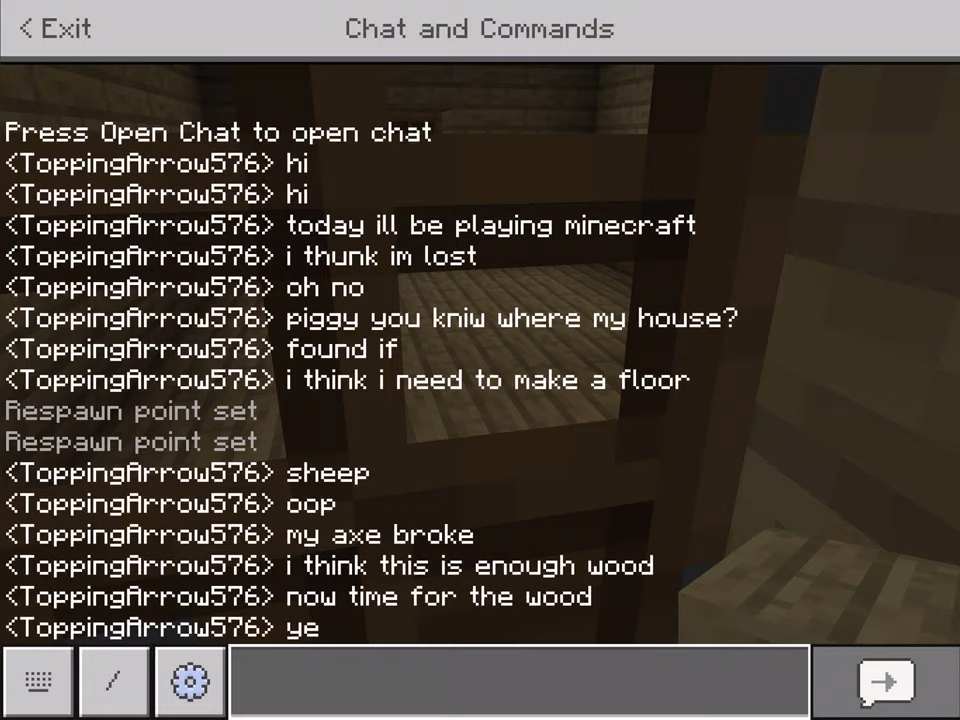 < Exit
Chat and Commands
Press Open Chat to open chat
<ToppingArrow576> hi
<ToppingArrow576> hi
<ToppingArrow576> today ill be playing minecraft
<ToppingArrow576> i thunk im lost
<ToppingArrow576> oh no
<ToppingArrow576> piggy you kniw where my house?
<ToppingArrow576> found if
<ToppingArrow576> i think i need to make a floor
Respawn point set
Respawn point set
<ToppingArrow576> sheep
<ToppingArrow576> oop
<ToppingArrow576> my axe broke
<ToppingArrow576> i think this is enough wood
<ToppingArrow576> now time for the wood
<ToppingArrow576> ye
/